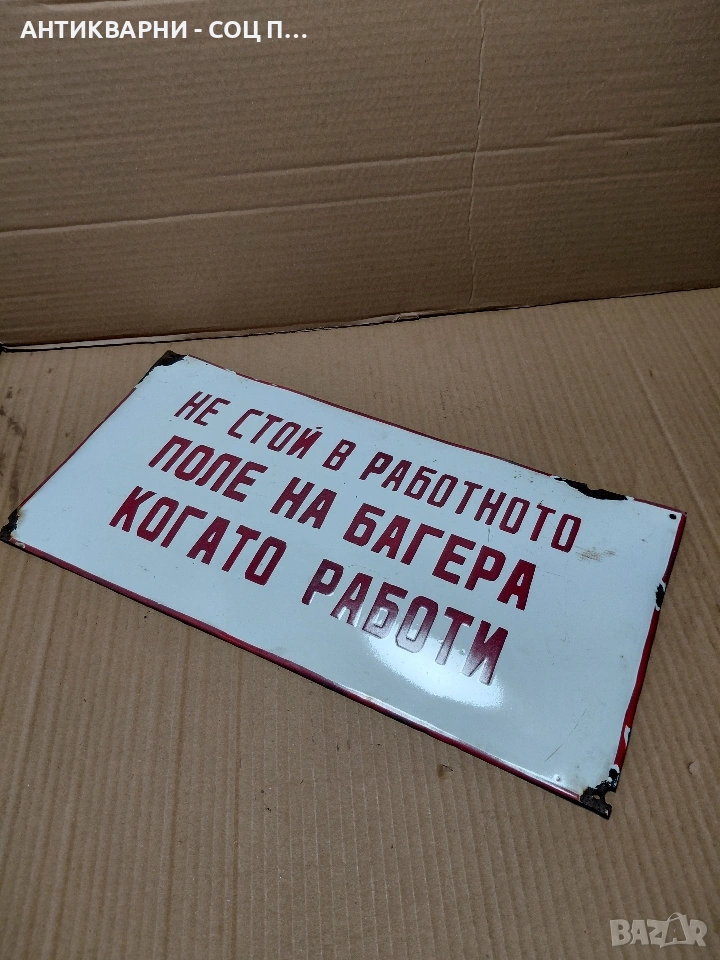 АНТИКВАРНИ - СОЦ П...
НЕ СТОЙ В РАБОТНОТО
ПОЛЕ НА БАГЕРА
КОГАТО РАБОТИ
BAZAR